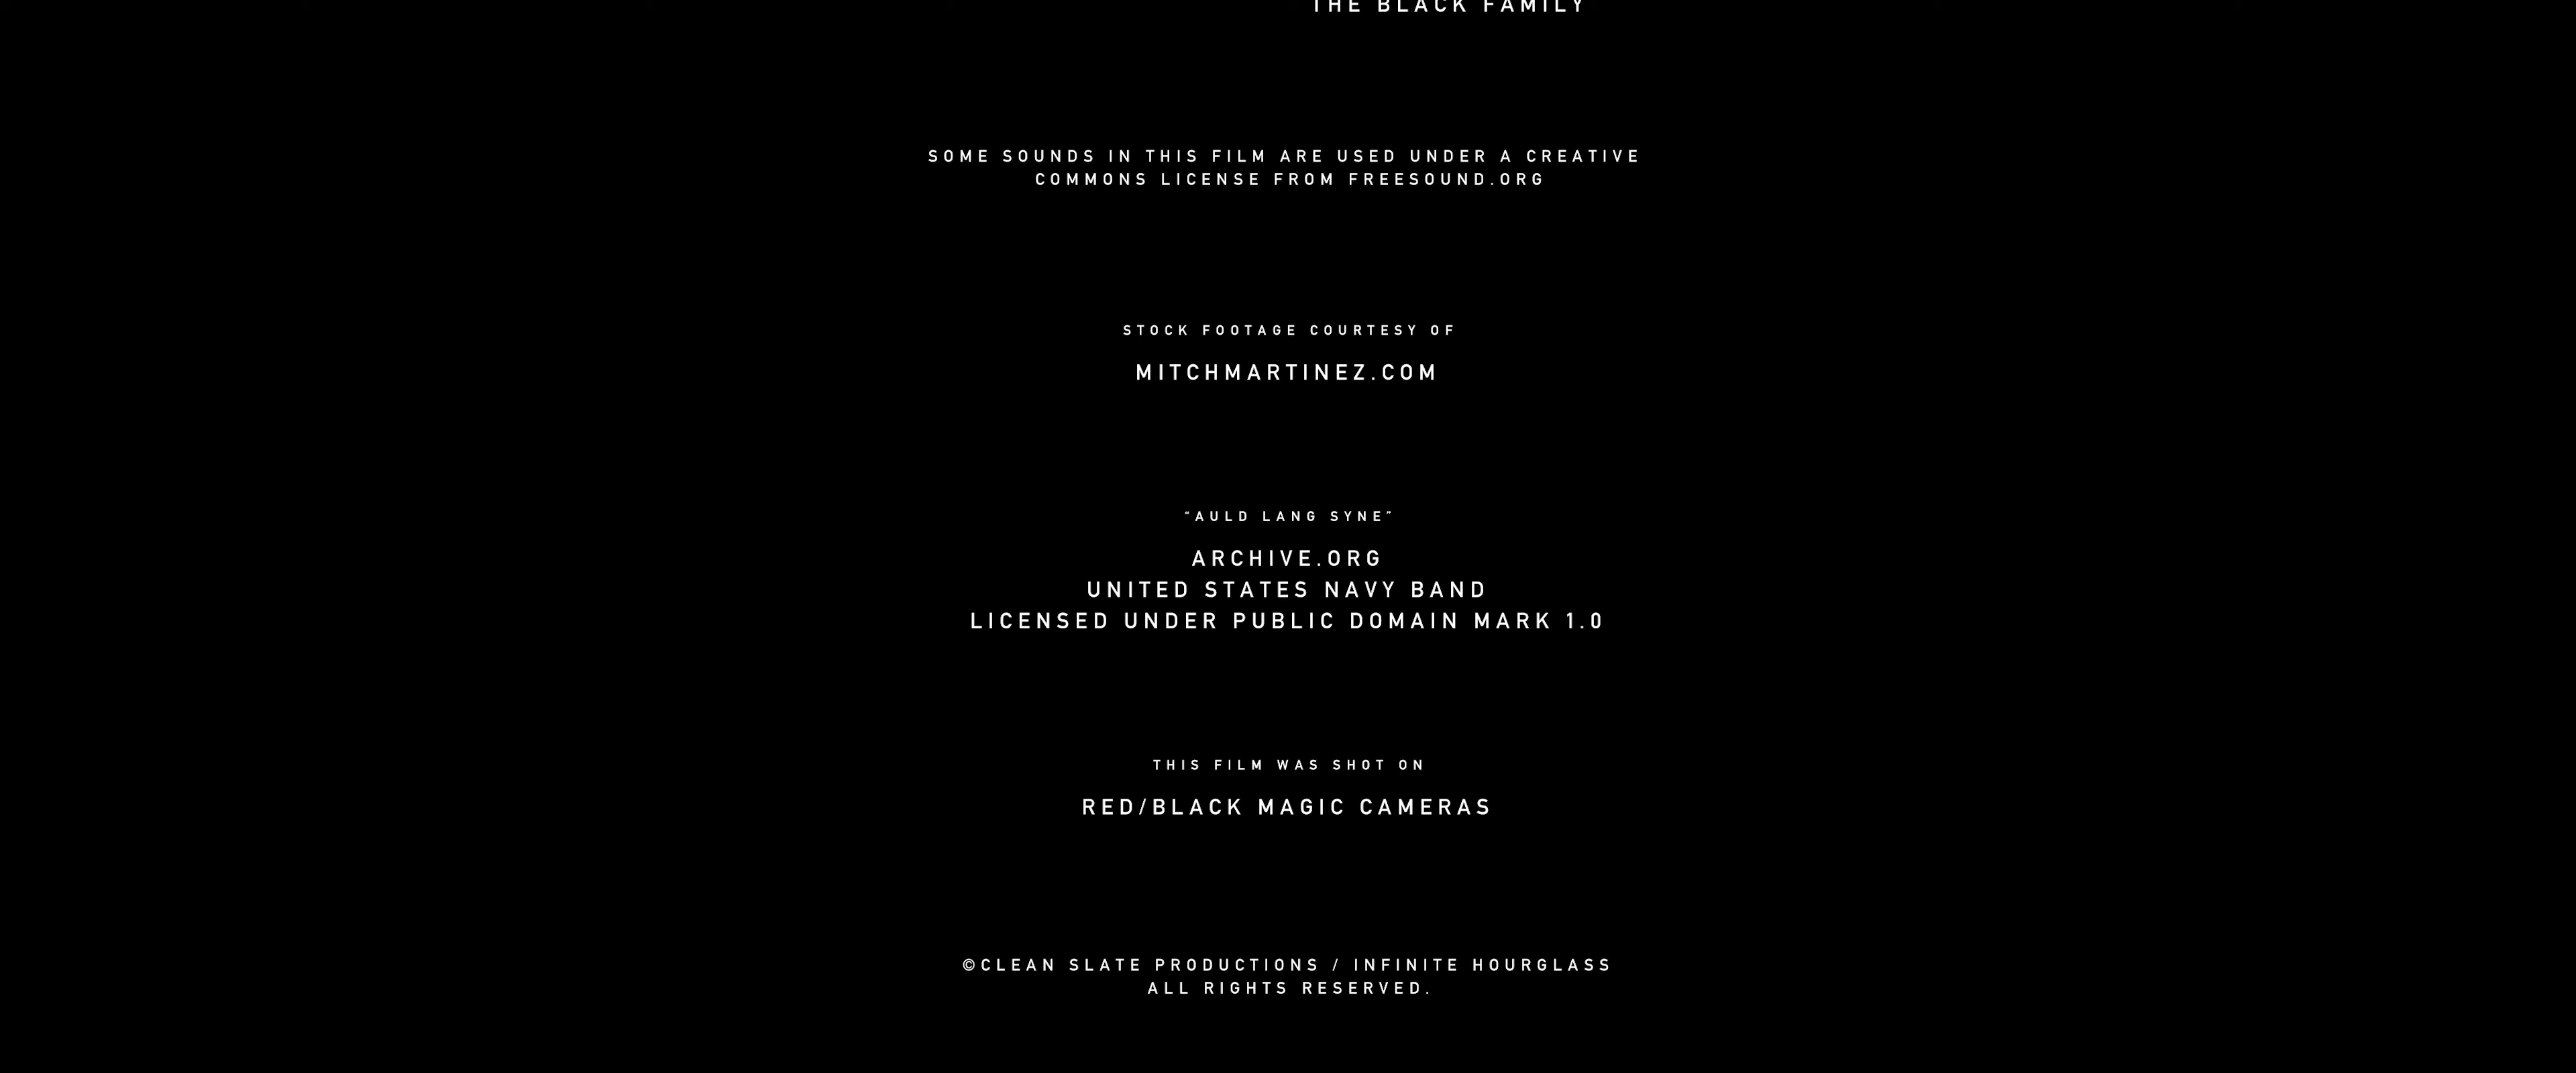 THE BLACK FAMILY
SOME SOUNDS IN THIS FILM ARE USED UNDER A CREATIVE
COMMONS LICENSE FROM FREESOUND.ORG
STOCK FOOTAGE COURTESY OF
MITCHMARTINEZ.COM
“AULD LANG SYNE”
ARCHIVE.ORG
UNITED STATES NAVY BAND
LICENSED UNDER PUBLIC DOMAIN MARK 1.0
THIS FILM WAS SHOT ON
RED/BLACK MAGIC CAMERAS
©CLEAN SLATE PRODUCTIONS / INFINITE HOURGLASS
ALL RIGHTS RESERVED.